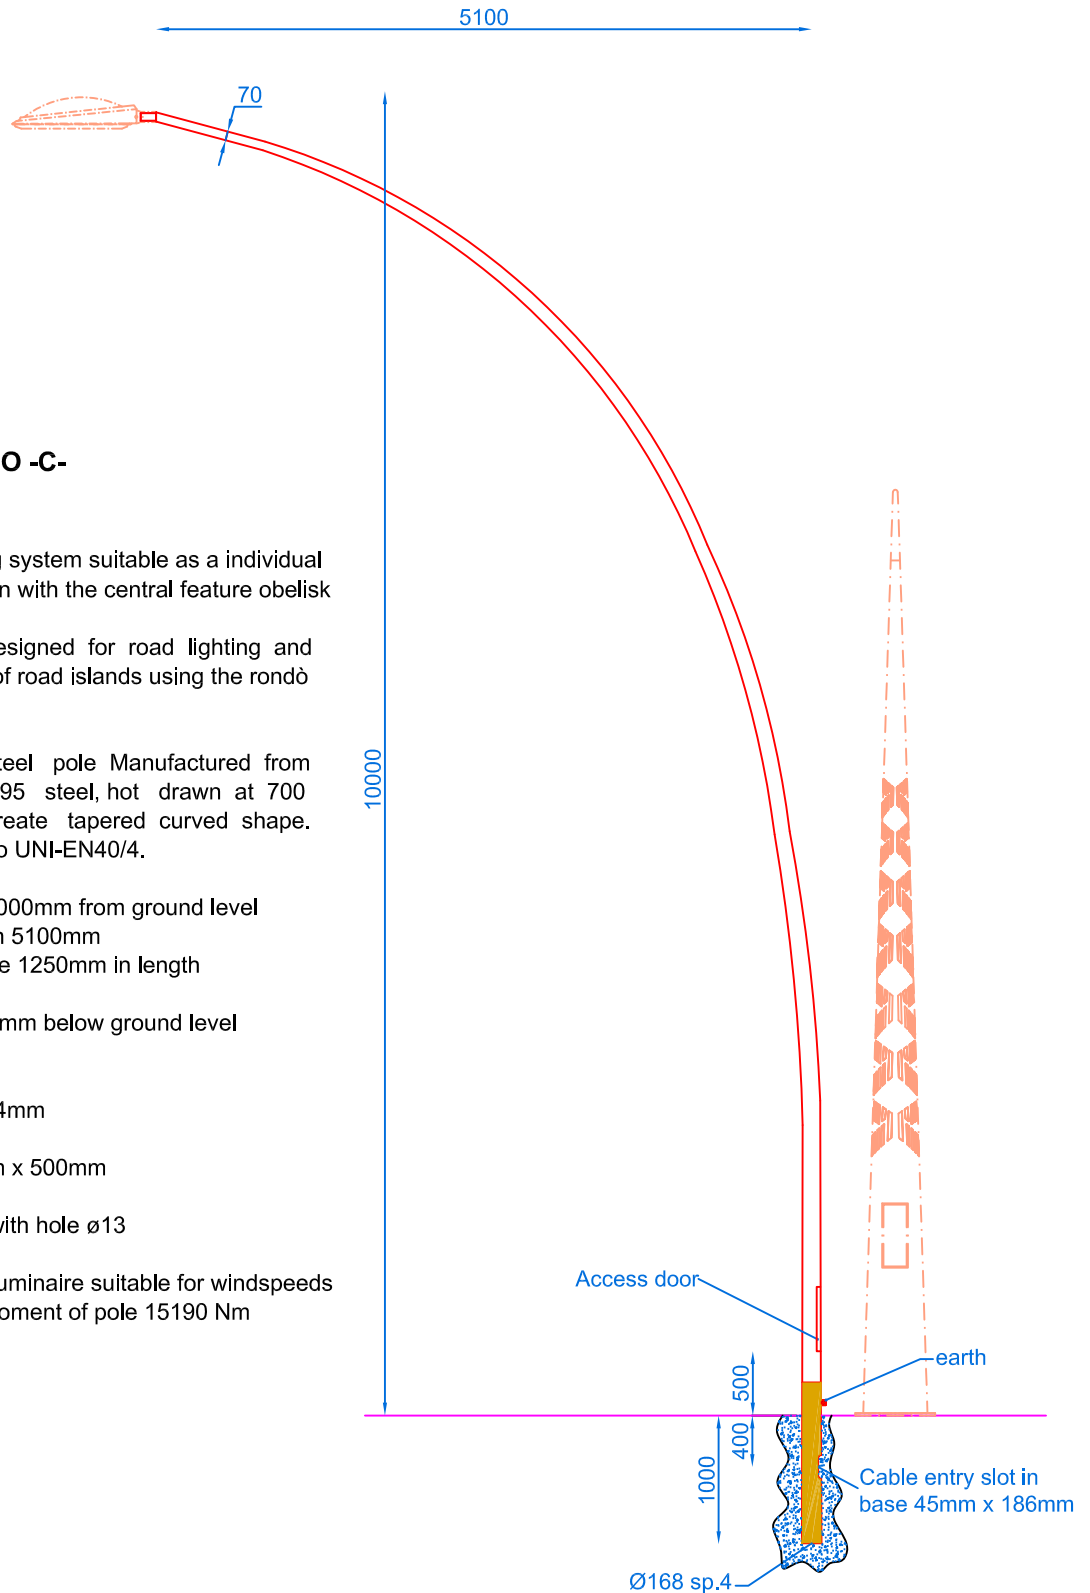 5100
70
O -C-
g system suitable as a individual
n with the central feature obelisk
esigned for road lighting and
of road islands using the rondò
teel pole Manufactured from
95 steel, hot drawn at 700
reate tapered curved shape.
o UNI-EN40/4.
000mm from ground level
n 5100mm
e 1250mm in length
mm below ground level
4mm
n x 500mm
with hole ø13
uminaire suitable for windspeeds
oment of pole 15190 Nm
10000
Access door
earth
500
400
1000
Cable entry slot in
base 45mm x 186mm
Ø168 sp.4